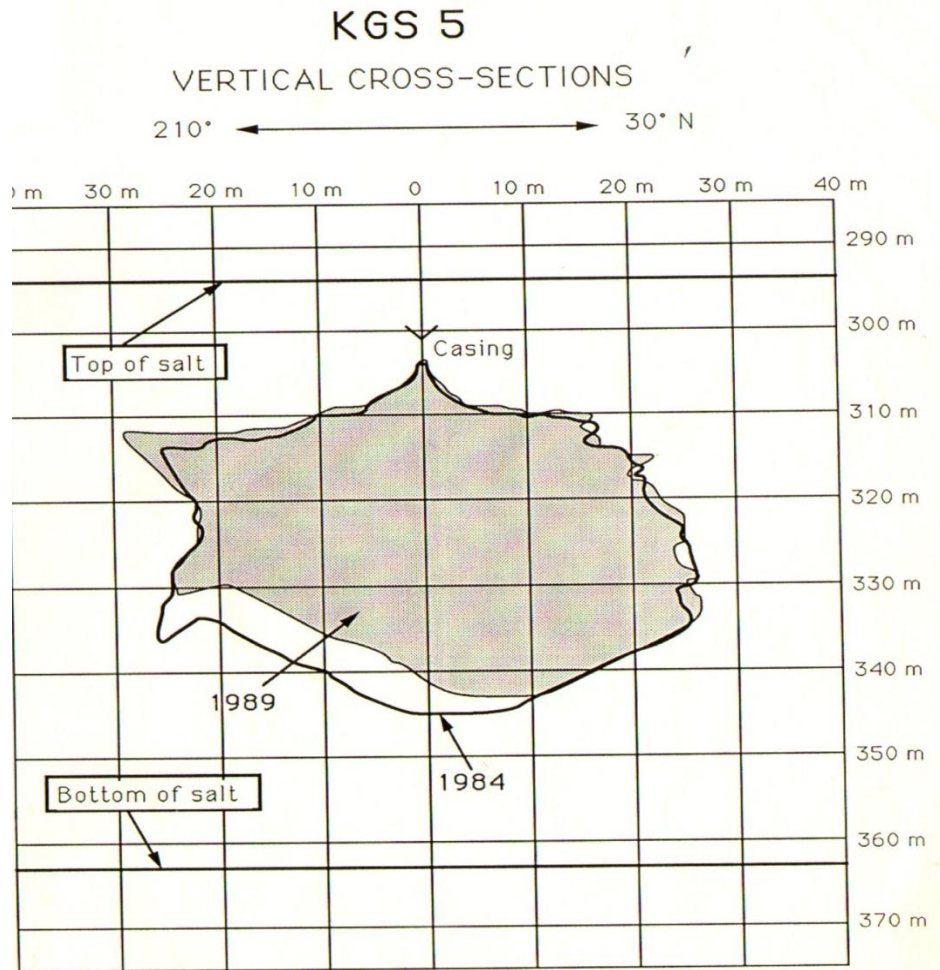 KGS 5
VERTICAL CROSS-SECTIONS
210° 30° N
0 m 30 m 20 m 10 m 0 10 m 20 m 30 m 40 m
290 m
300 m
Casing
Top of salt
310 m
320 m
330 m
340 m
1989
350 m
1984
Bottom of salt
360 m
370 m